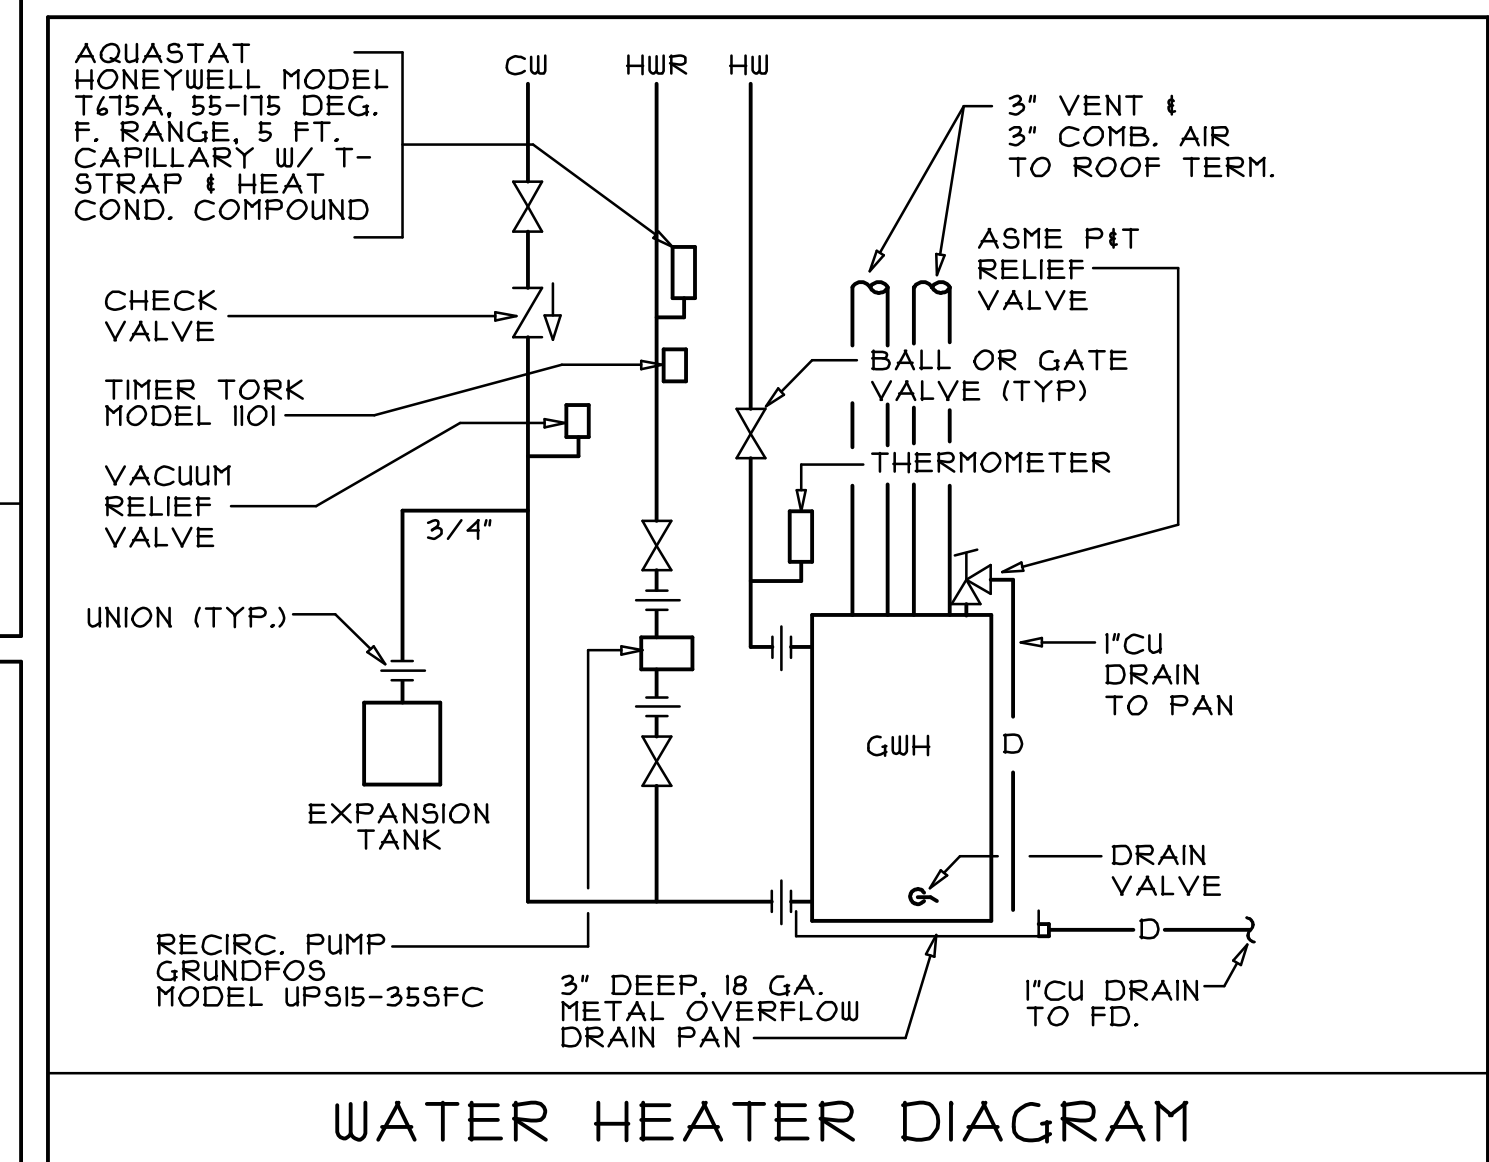 AQUASTAT
HONEYWELL MODEL
T675A, 55-175 DEG.
F. RANGE, 5 FT.
CAPILLARY W/ T-
STRAP & HEAT
COND. COMPOUND
CW
HWR
HW
3" VENT &
3" COMB. AIR
TO ROOF TERM.
ASME P&T
RELIEF
VALVE
CHECK
VALVE
TIMER TORK
MODEL 1101
BALL OR GATE
VALVE (TYP)
THERMOMETER
VACUUM
RELIEF
VALVE
3/4"
UNION (TYP.)
1"CU
DRAIN
TO PAN
GWH
D
EXPANSION
TANK
DRAIN
VALVE
D
RECIRC. PUMP
GRUNDFOS
MODEL UPS15-35SFC
3" DEEP, 18 GA.
METAL OVERFLOW
DRAIN PAN
1"CU DRAIN
TO FD.
WATER HEATER DIAGRAM